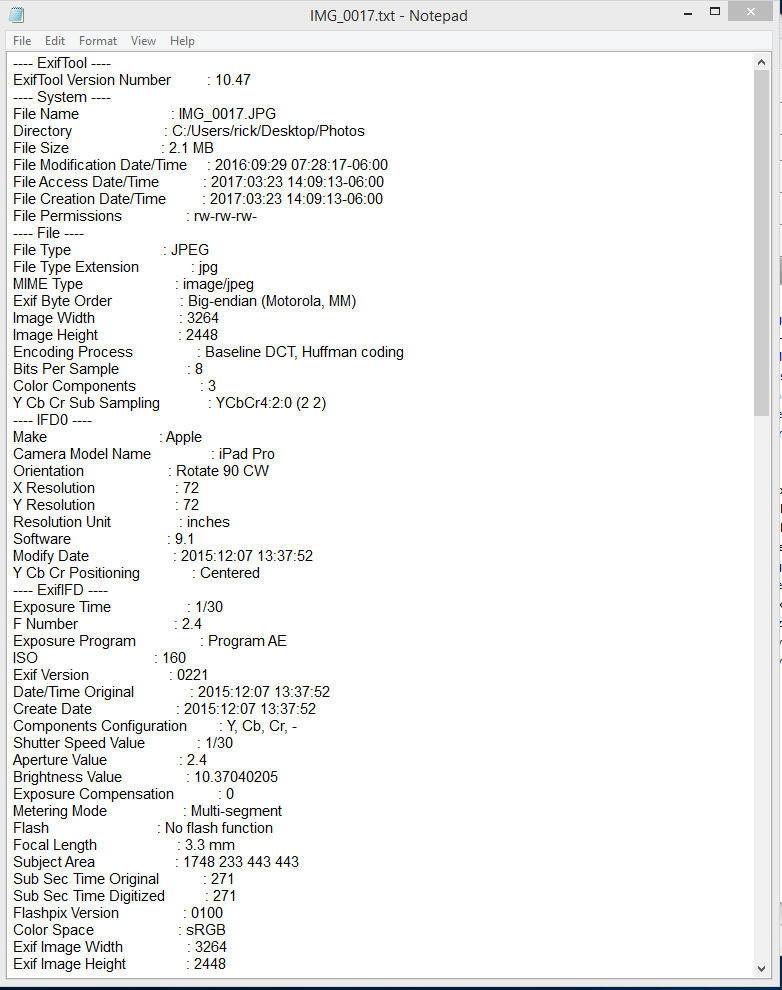 IMG_0017.txt - Notepad
File Edit Format View Help
---- ExifTool ----
ExifTool Version Number : 10.47
---- System ----
File Name : IMG_0017.JPG
Directory : C:/Users/rick/Desktop/Photos
File Size : 2.1 MB
File Modification Date/Time : 2016:09:29 07:28:17-06:00
File Access Date/Time : 2017:03:23 14:09:13-06:00
File Creation Date/Time : 2017:03:23 14:09:13-06:00
File Permissions : rw-rw-rw-
---- File ----
File Type : JPEG
File Type Extension : jpg
MIME Type : image/jpeg
Exif Byte Order : Big-endian (Motorola, MM)
Image Width : 3264
Image Height : 2448
Encoding Process : Baseline DCT, Huffman coding
Bits Per Sample : 8
Color Components : 3
Y Cb Cr Sub Sampling : YCbCr4:2:0 (2 2)
---- IFD0 ----
Make : Apple
Camera Model Name : iPad Pro
Orientation : Rotate 90 CW
X Resolution : 72
Y Resolution : 72
Resolution Unit : inches
Software : 9.1
Modify Date : 2015:12:07 13:37:52
Y Cb Cr Positioning : Centered
---- ExifIFD ----
Exposure Time : 1/30
F Number : 2.4
Exposure Program : Program AE
ISO : 160
Exif Version : 0221
Date/Time Original : 2015:12:07 13:37:52
Create Date : 2015:12:07 13:37:52
Components Configuration : Y, Cb, Cr, -
Shutter Speed Value : 1/30
Aperture Value : 2.4
Brightness Value : 10.37040205
Exposure Compensation : 0
Metering Mode : Multi-segment
Flash : No flash function
Focal Length : 3.3 mm
Subject Area : 1748 233 443 443
Sub Sec Time Original : 271
Sub Sec Time Digitized : 271
Flashpix Version : 0100
Color Space : sRGB
Exif Image Width : 3264
Exif Image Height : 2448